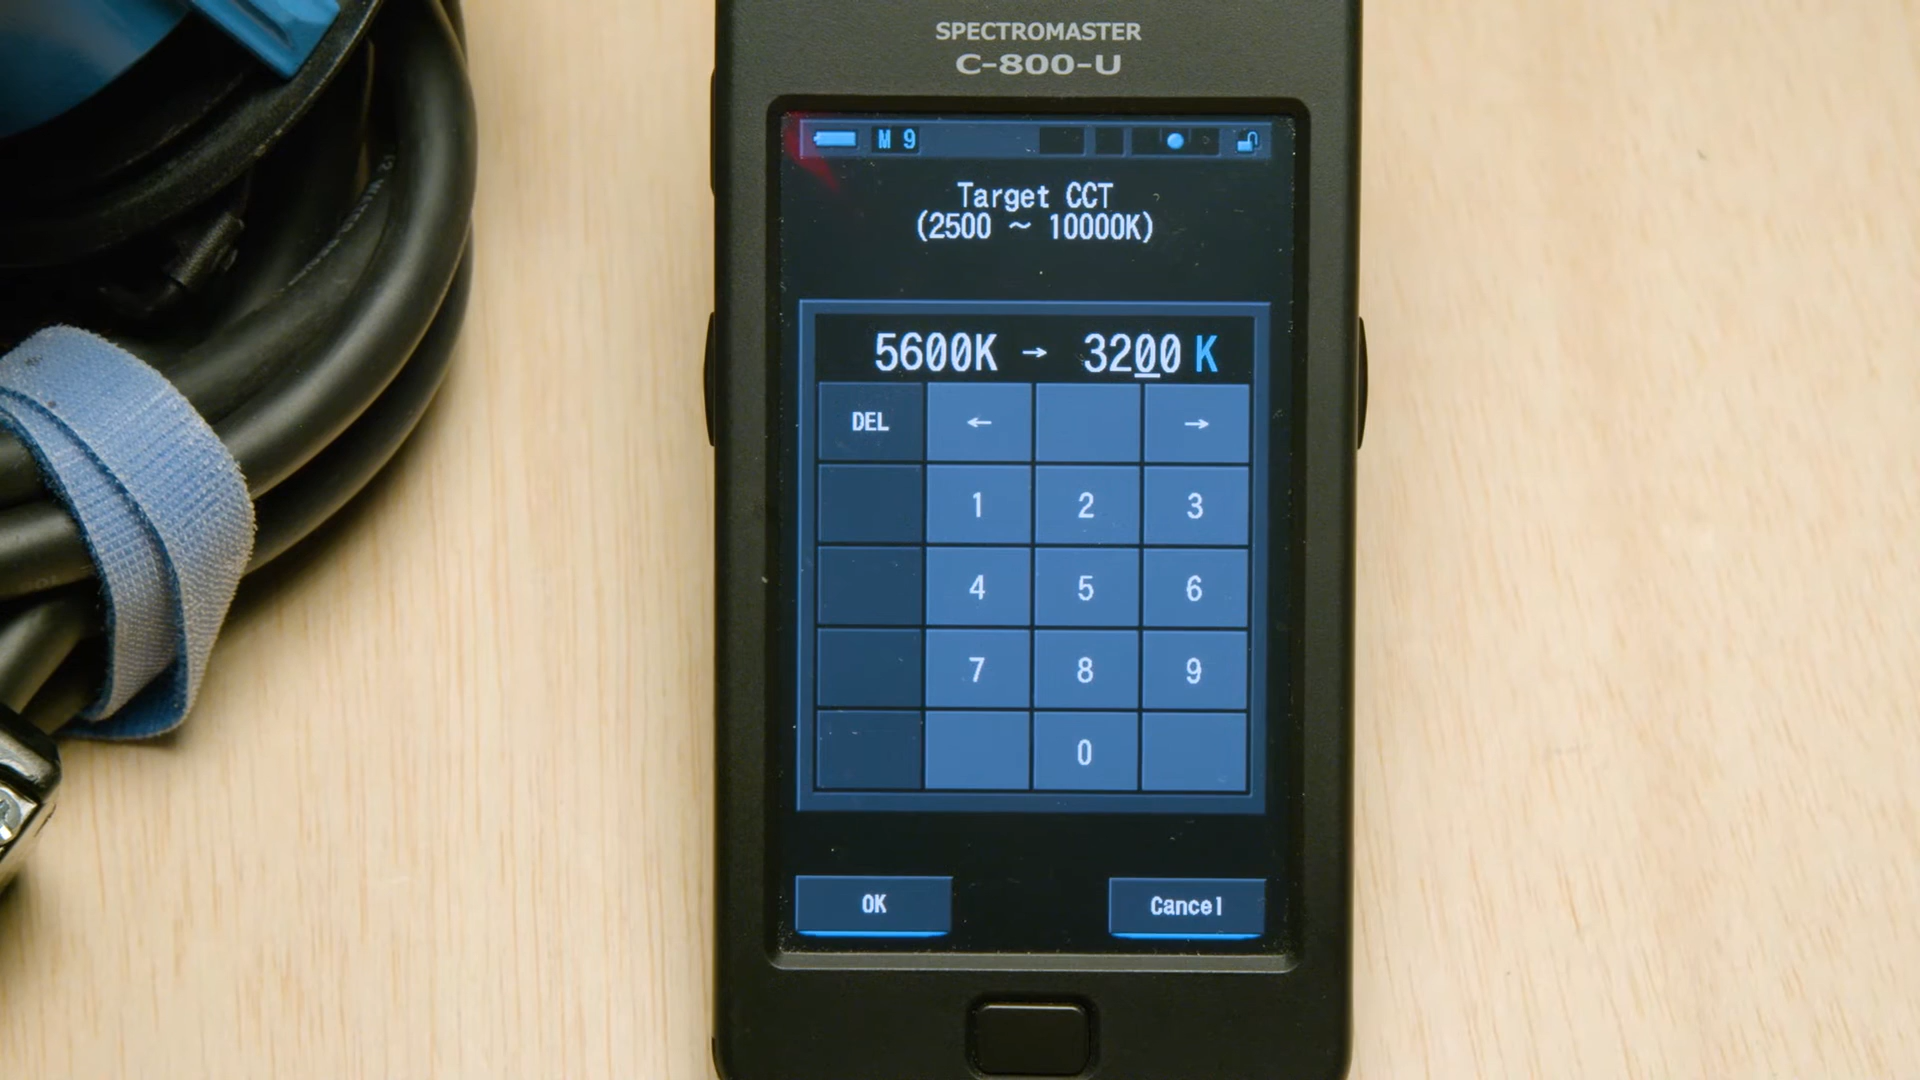 SPECTROMASTER
C-800-U
M 9
Target CCT
(2500 ~ 10000K)
5600K → 3200 K
DEL ← →
1 2 3
4 5 6
7 8 9
0
OK Cancel